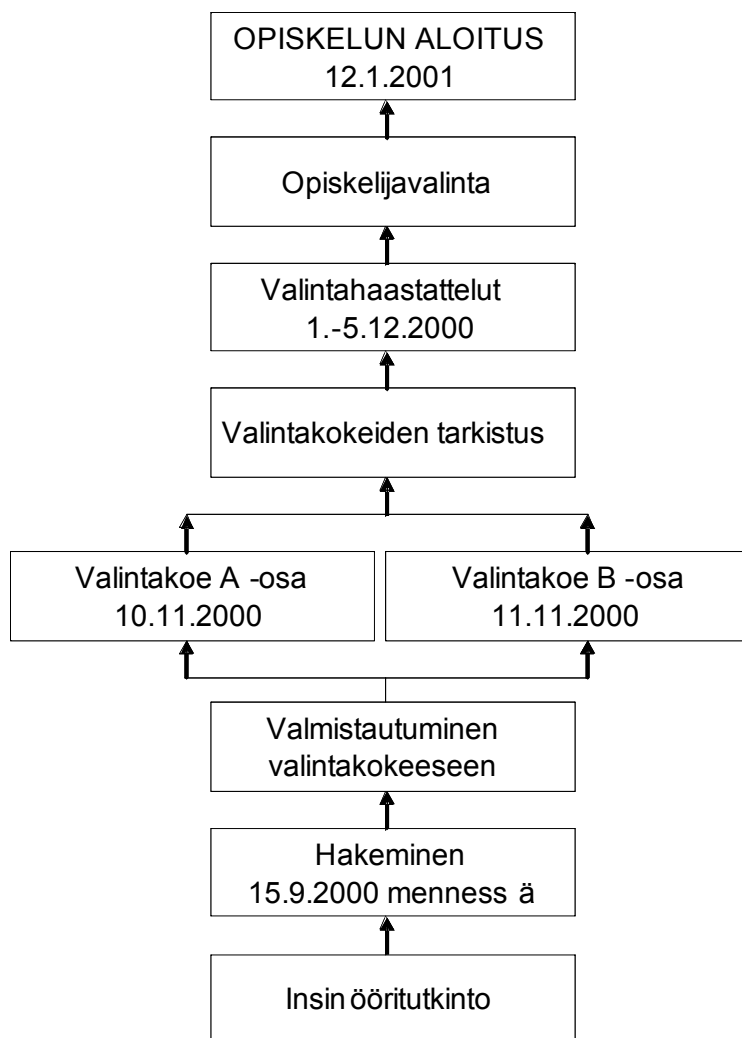 OPISKELUN ALOITUS
12.1.2001
Opiskelijavalinta
Valintahaastattelut
1.-5.12.2000
Valintakokeiden tarkistus
Valintakoe A -osa
10.11.2000
Valintakoe B -osa
11.11.2000
Valmistautuminen
valintakokeeseen
Hakeminen
15.9.2000 menness ä
Insin ööritutkinto